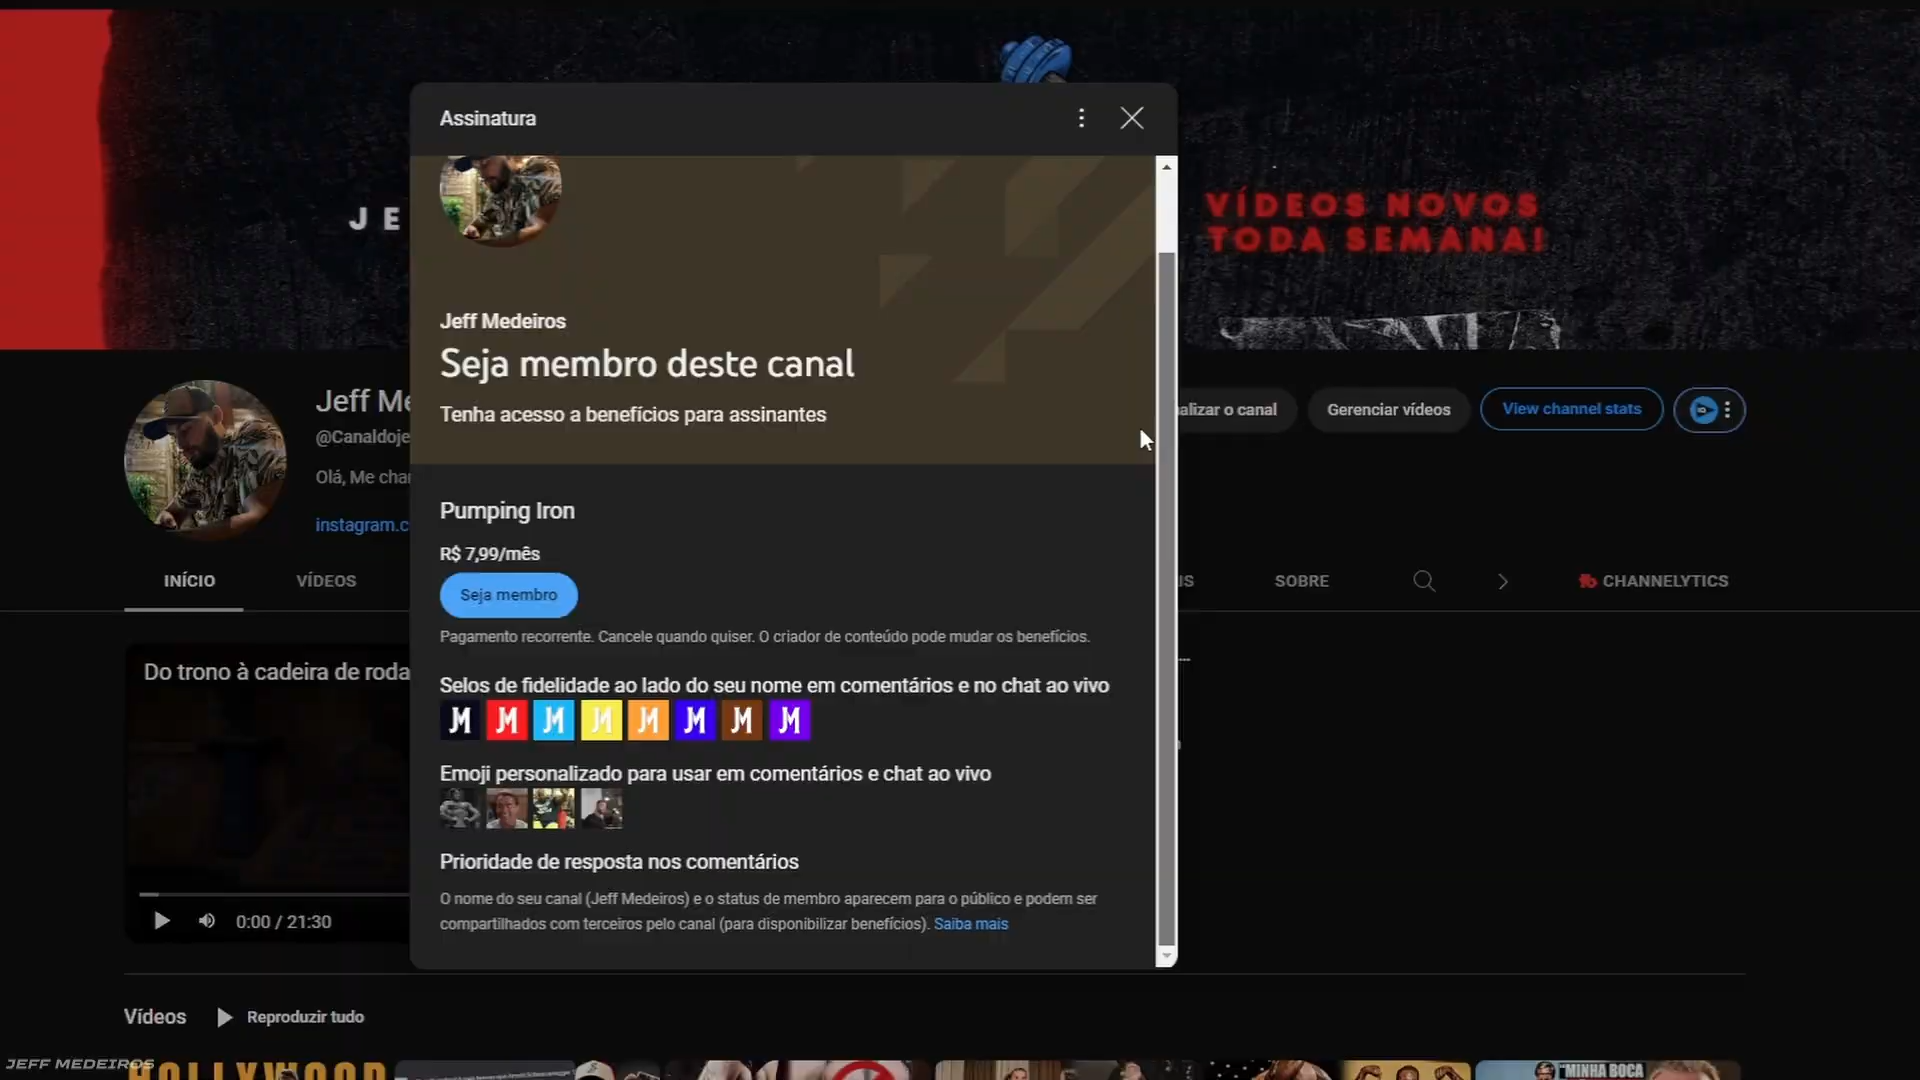 Assinatura
JE
VÍDEOS NOVOS
TODA SEMANA!
Jeff Medeiros
Seja membro deste canal
Tenha acesso a benefícios para assinantes
Jeff Me
@Canaldoje
Olá, Me cha
instagram.c
alizar o canal
Gerenciar vídeos
View channel stats
Pumping Iron
R$ 7,99/mês
Seja membro
Pagamento recorrente. Cancele quando quiser. O criador de conteúdo pode mudar os benefícios.
INÍCIO
VÍDEOS
IS
SOBRE
CHANNELYTICS
Do trono à cadeira de roda
Selos de fidelidade ao lado do seu nome em comentários e no chat ao vivo
M M M M M M M M
Emoji personalizado para usar em comentários e chat ao vivo
Prioridade de resposta nos comentários
O nome do seu canal (Jeff Medeiros) e o status de membro aparecem para o público e podem ser
compartilhados com terceiros pelo canal (para disponibilizar benefícios). Saiba mais
0:00 / 21:30
Vídeos
Reproduzir tudo
JEFF MEDEIROS
HOLLYWOOD
"MINHA BOCA